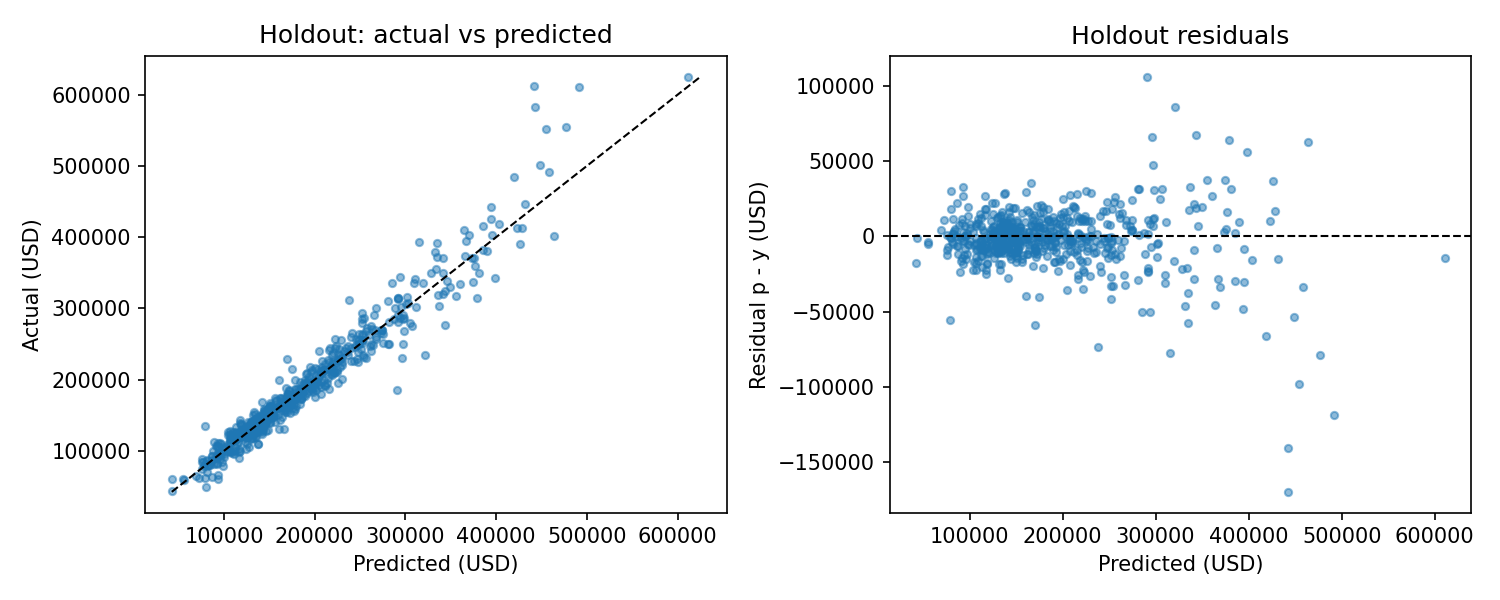 Holdout: actual vs predicted
600000
500000
400000
300000
200000
100000
Actual (USD)
100000 200000 300000 400000 500000 600000
Predicted (USD)
Holdout residuals
100000
50000
0
−50000
−100000
−150000
Residual p - y (USD)
100000 200000 300000 400000 500000 600000
Predicted (USD)